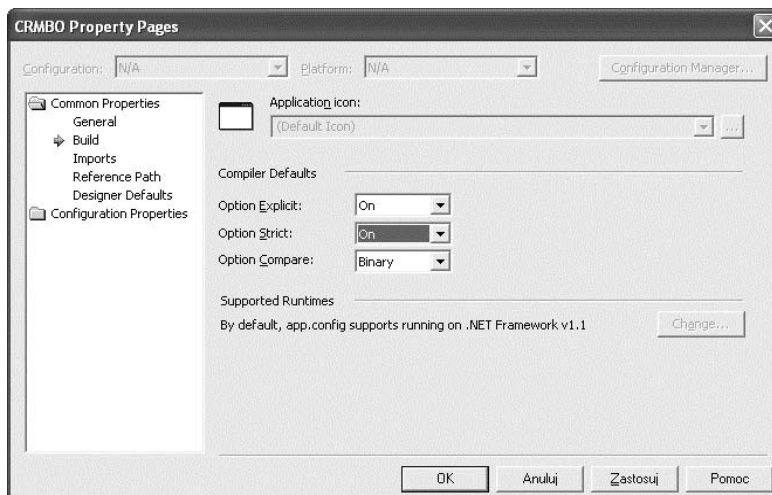 CRMBO Property Pages
Configuration: N/A Platform: N/A Configuration Manager...
Common Properties
General
Build
Imports
Reference Path
Designer Defaults
Configuration Properties
Application icon:
(Default Icon) ...
Compiler Defaults
Option Explicit: On
Option Strict: On
Option Compare: Binary
Supported Runtimes
By default, app.config supports running on .NET Framework v1.1 Change...
OK Anuluj Zastosuj Pomoc